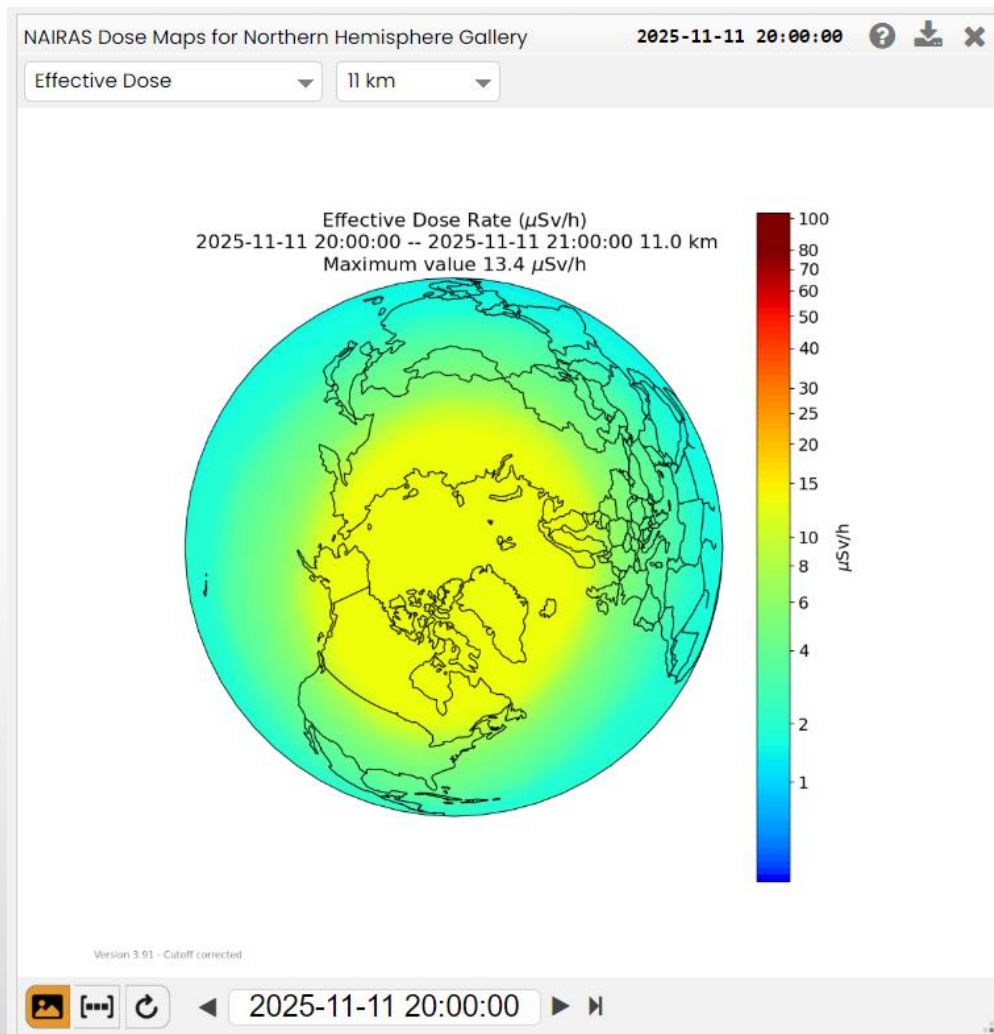 NAIRAS Dose Maps for Northern Hemisphere Gallery 2025-11-11 20:00:00
Effective Dose 11 km
Effective Dose Rate (μSv/h)
2025-11-11 20:00:00 -- 2025-11-11 21:00:00 11.0 km
Maximum value 13.4 μSv/h
100
80
70
60
50
40
30
25
20
15
10
8
6
4
2
1
μSv/h
Version 3.91 - Cutoff corrected
2025-11-11 20:00:00